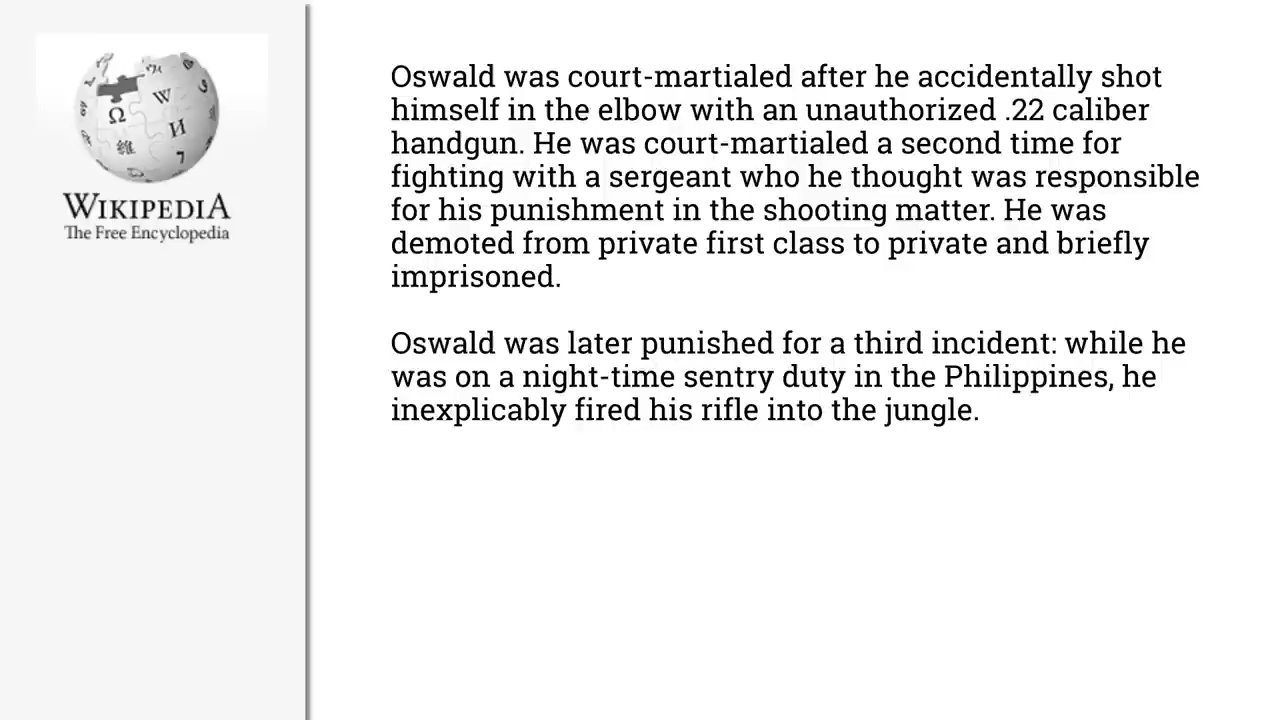 WIKIPEDIA
The Free Encyclopedia
Oswald was court-martialed after he accidentally shot
himself in the elbow with an unauthorized .22 caliber
handgun. He was court-martialed a second time for
fighting with a sergeant who he thought was responsible
for his punishment in the shooting matter. He was
demoted from private first class to private and briefly
imprisoned.
Oswald was later punished for a third incident: while he
was on a night-time sentry duty in the Philippines, he
inexplicably fired his rifle into the jungle.